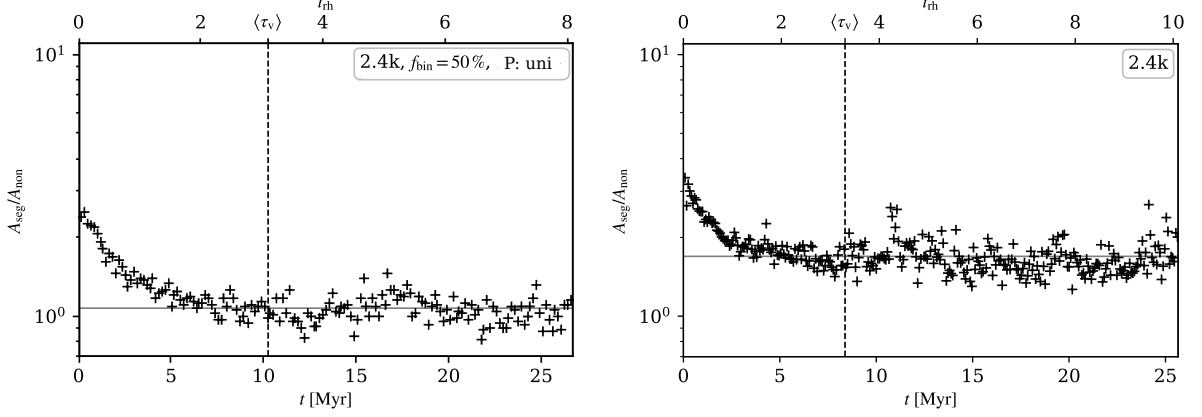 t_rh t_rh
0 2 ⟨τ_v⟩ 4 6 8 0 2 ⟨τ_v⟩ 4 6 8 10
10^1 2.4k, f_bin = 50 %, P: uni 10^1 2.4k
A_seg/A_non A_seg/A_non
10^0 10^0
0 5 10 15 20 25 0 5 10 15 20 25
t [Myr] t [Myr]